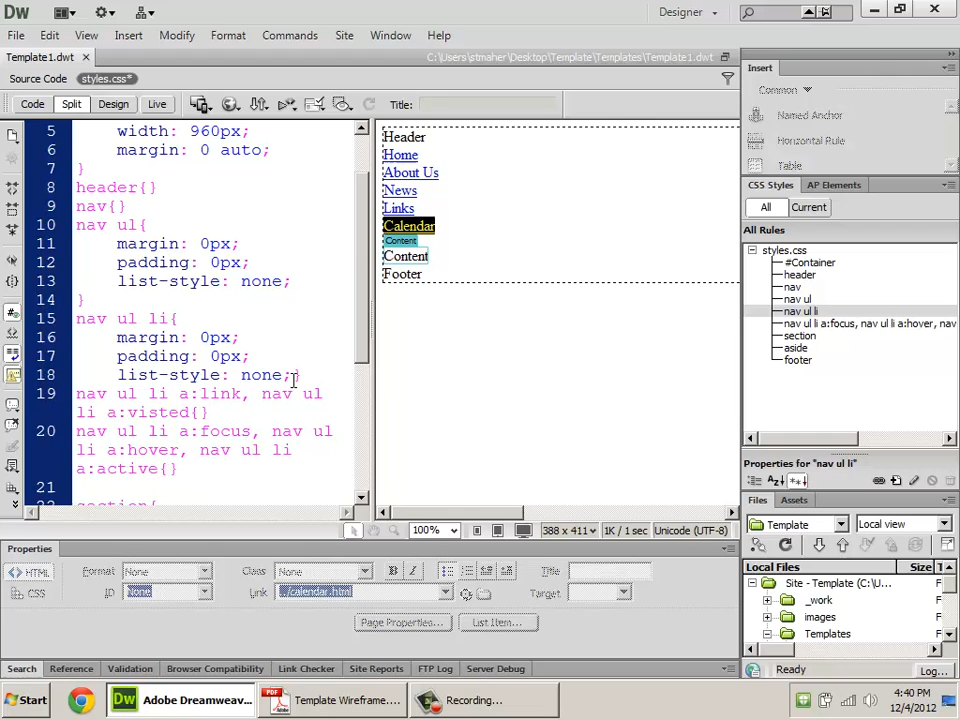 Dw Designer
File Edit View Insert Modify Format Commands Site Window Help
Template1.dwt × C:\Users\stmaher\Desktop\Template\Templates\Template1.dwt
Source Code styles.css*
Code Split Design Live Title:
5 width: 960px;
6 margin: 0 auto;
7 }
8 header{}
9 nav{}
10 nav ul{
11 margin: 0px;
12 padding: 0px;
13 list-style: none;
14 }
15 nav ul li{
16 margin: 0px;
17 padding: 0px;
18 list-style: none;}
19 nav ul li a:link, nav ul
li a:visted{}
20 nav ul li a:focus, nav ul
li a:hover, nav ul li
a:active{}
21
section{
Header
Home
About Us
News
Links
Calendar
Content
Content
Footer
100% 388 x 411 1K / 1 sec Unicode (UTF-8)
Insert
Common
Named Anchor
Horizontal Rule
Table
CSS Styles AP Elements
All Current
All Rules
styles.css
#Container
header
nav
nav ul
nav ul li
nav ul li a:focus, nav ul li a:hover, nav
section
aside
footer
Properties for "nav ul li"
Files Assets
Template Local view
Local Files Size T
Site - Template (C:\U... F
_work F
images F
Templates F
Ready Log...
Properties
HTML Format None Class None B I Title
CSS ID None Link ../calendar.html Target
Page Properties... List Item...
Search Reference Validation Browser Compatibility Link Checker Site Reports FTP Log Server Debug
Start Adobe Dreamweav... Template Wireframe.... Recording... 4:40 PM
12/4/2012